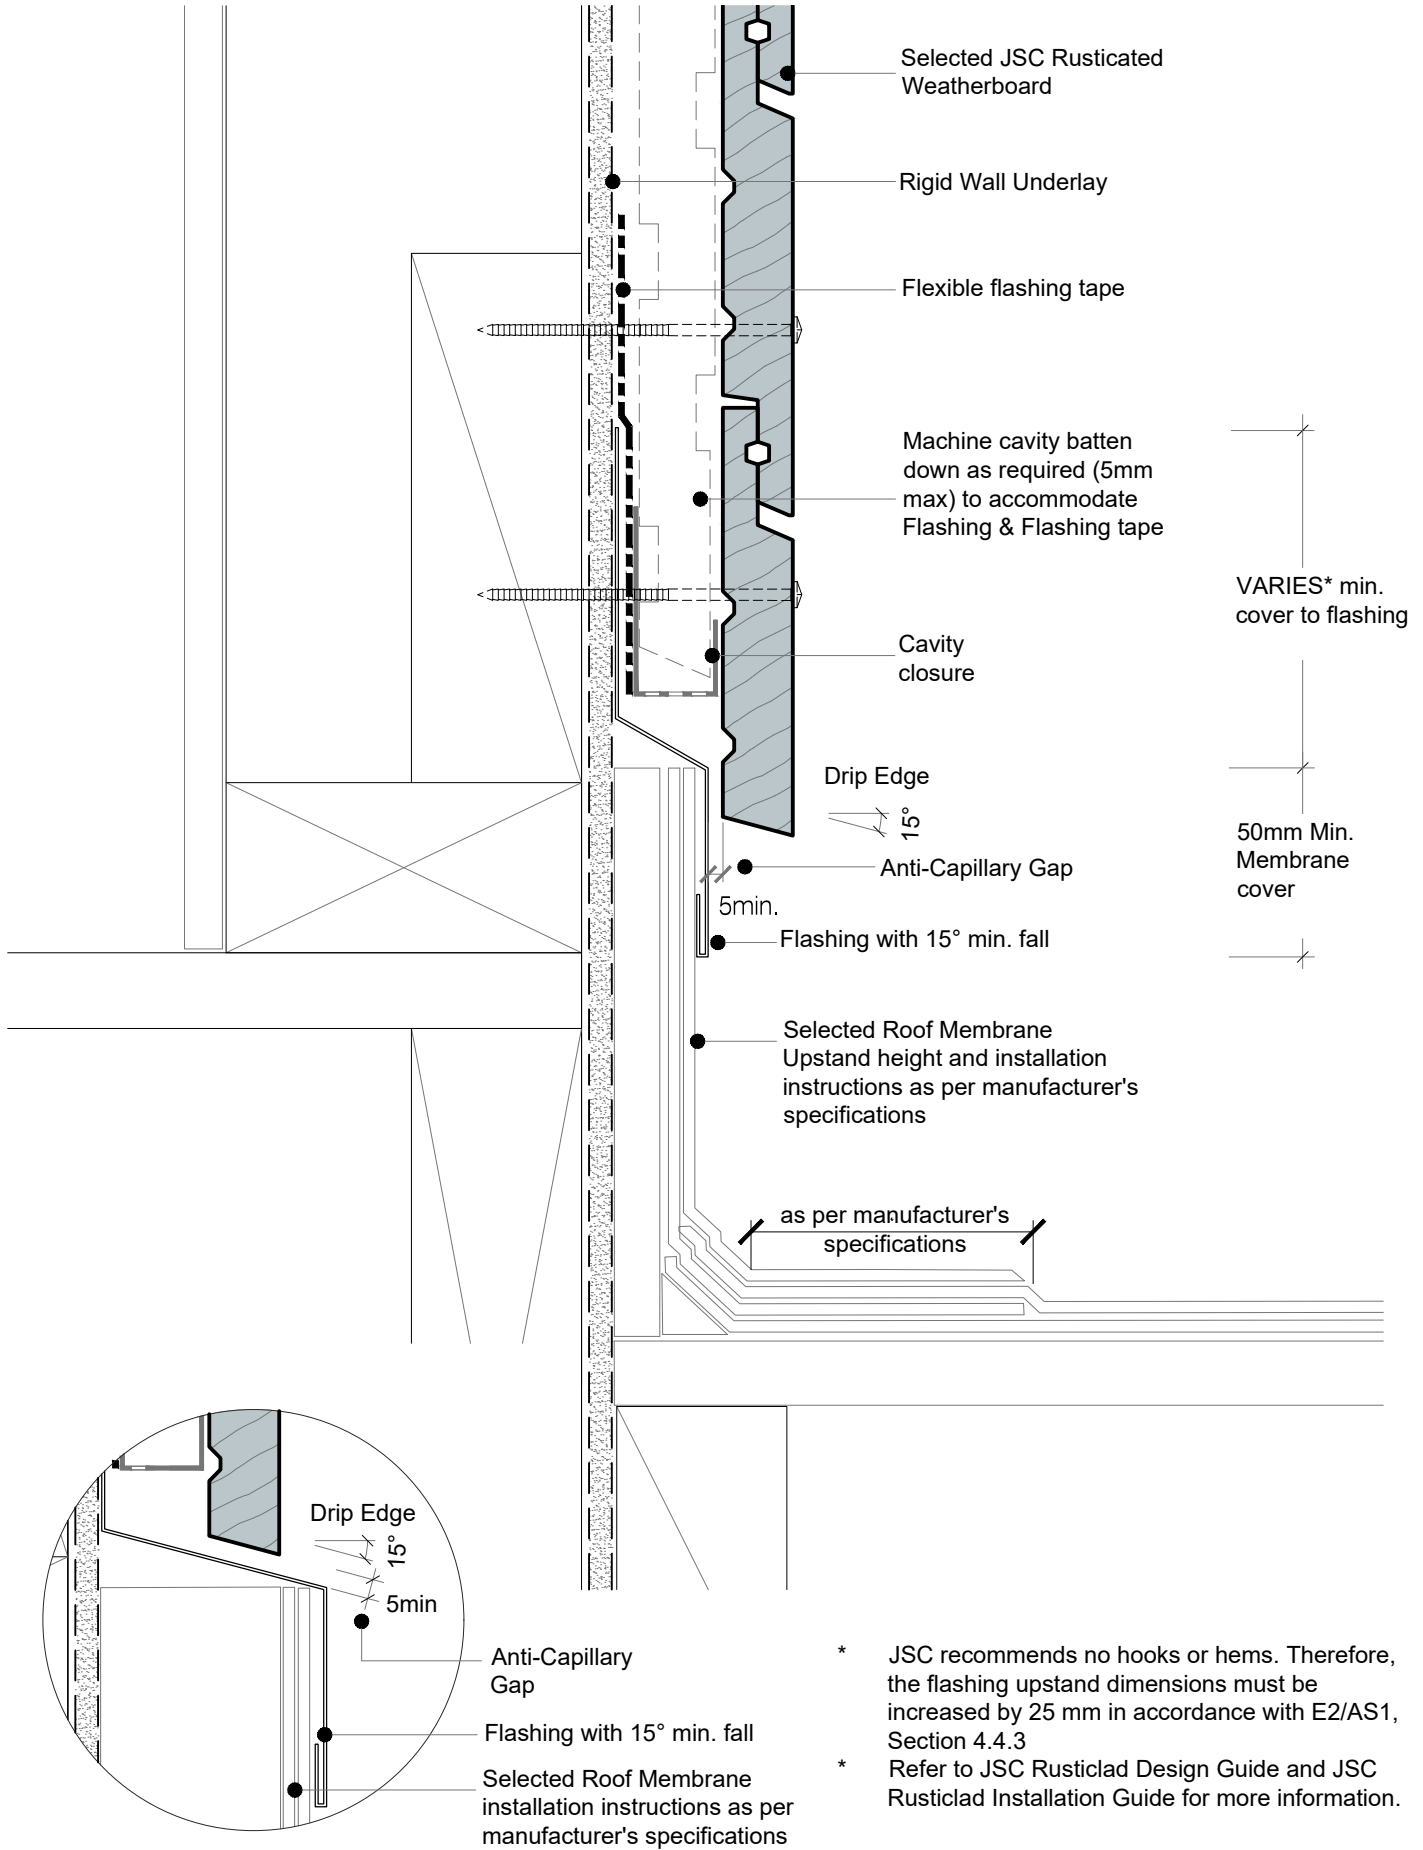 Selected JSC Rusticated
Weatherboard
Rigid Wall Underlay
Flexible flashing tape
Machine cavity batten
down as required (5mm
max) to accommodate
Flashing & Flashing tape
VARIES* min.
cover to flashing
Cavity
closure
Drip Edge
15°
50mm Min.
Membrane
cover
Anti-Capillary Gap
5min.
Flashing with 15° min. fall
Selected Roof Membrane
Upstand height and installation
instructions as per manufacturer's
specifications
as per manufacturer's
specifications
Drip Edge
15°
5min
Anti-Capillary
Gap
Flashing with 15° min. fall
Selected Roof Membrane
installation instructions as per
manufacturer's specifications
* JSC recommends no hooks or hems. Therefore,
the flashing upstand dimensions must be
increased by 25 mm in accordance with E2/AS1,
Section 4.4.3
* Refer to JSC Rusticlad Design Guide and JSC
Rusticlad Installation Guide for more information.